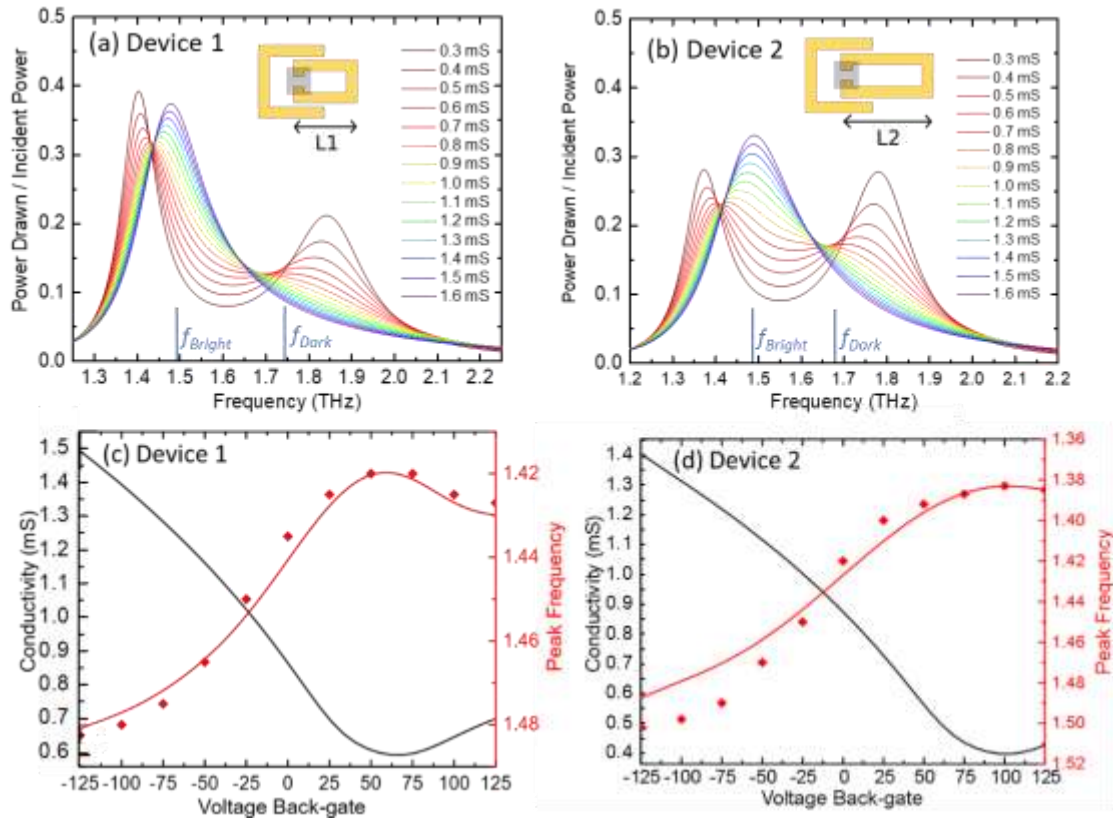 (a) Device 1
0.5
0.4
0.3
0.2
0.1
0.0
Power Drawn / Incident Power
L1
0.3 mS
0.4 mS
0.5 mS
0.6 mS
0.7 mS
0.8 mS
0.9 mS
1.0 mS
1.1 mS
1.2 mS
1.3 mS
1.4 mS
1.5 mS
1.6 mS
fBright
fDark
1.3 1.4 1.5 1.6 1.7 1.8 1.9 2.0 2.1 2.2
Frequency (THz)
(b) Device 2
0.5
0.4
0.3
0.2
0.1
0.0
Power Drawn / Incident Power
L2
0.3 mS
0.4 mS
0.5 mS
0.6 mS
0.7 mS
0.8 mS
0.9 mS
1.0 mS
1.1 mS
1.2 mS
1.3 mS
1.4 mS
1.5 mS
1.6 mS
fBright
fDark
1.2 1.3 1.4 1.5 1.6 1.7 1.8 1.9 2.0 2.1 2.2
Frequency (THz)
(c) Device 1
1.5
1.4
1.3
1.2
1.1
1.0
0.9
0.8
0.7
0.6
Conductivity (mS)
1.42
1.44
1.46
1.48
Peak Frequency
-125 -100 -75 -50 -25 0 25 50 75 100 125
Voltage Back-gate
(d) Device 2
1.4
1.3
1.2
1.1
1.0
0.9
0.8
0.7
0.6
0.5
0.4
Conductivity (mS)
1.36
1.38
1.40
1.42
1.44
1.46
1.48
1.50
1.52
Peak Frequency
-125 -100 -75 -50 -25 0 25 50 75 100 125
Voltage Back-gate